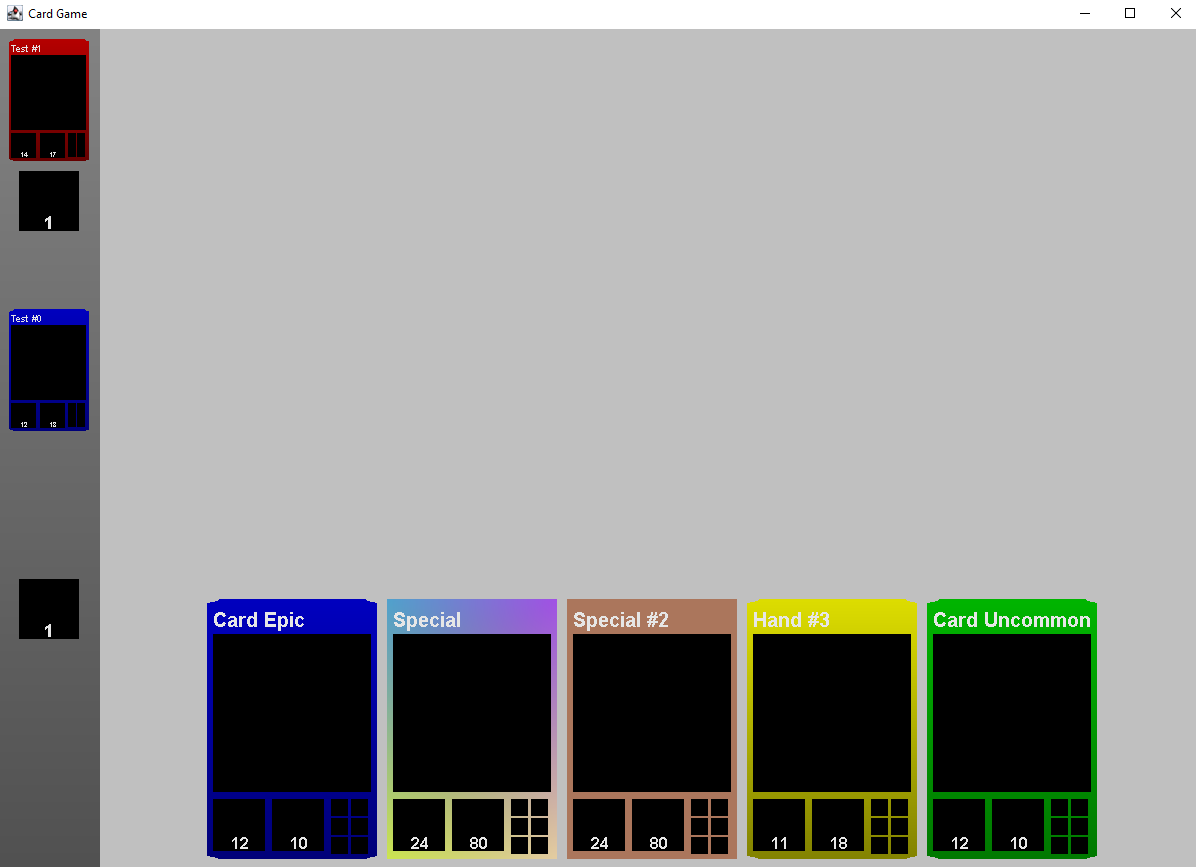 Card Game
Test #1
14 17
1
Test #0
12 18
1
Card Epic
12 10
Special
24 80
Special #2
24 80
Hand #3
11 18
Card Uncommon
12 10